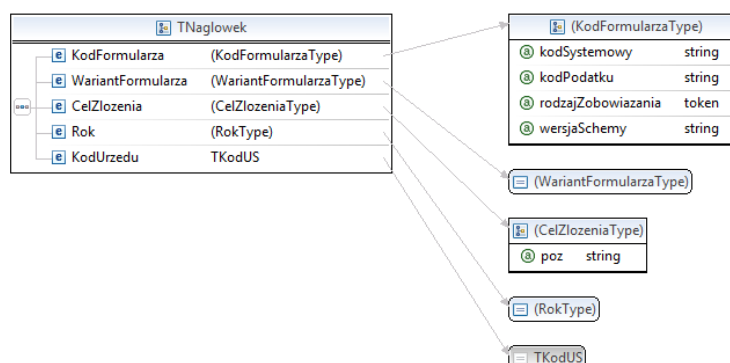 TNaglowek
KodFormularza (KodFormularzaType)
WariantFormularza (WariantFormularzaType)
CelZlozenia (CelZlozeniaType)
Rok (RokType)
KodUrzedu TKodUS
(KodFormularzaType)
kodSystemowy string
kodPodatku string
rodzajZobowiazania token
wersjaSchemy string
(WariantFormularzaType)
(CelZlozeniaType)
poz string
(RokType)
TKodUS